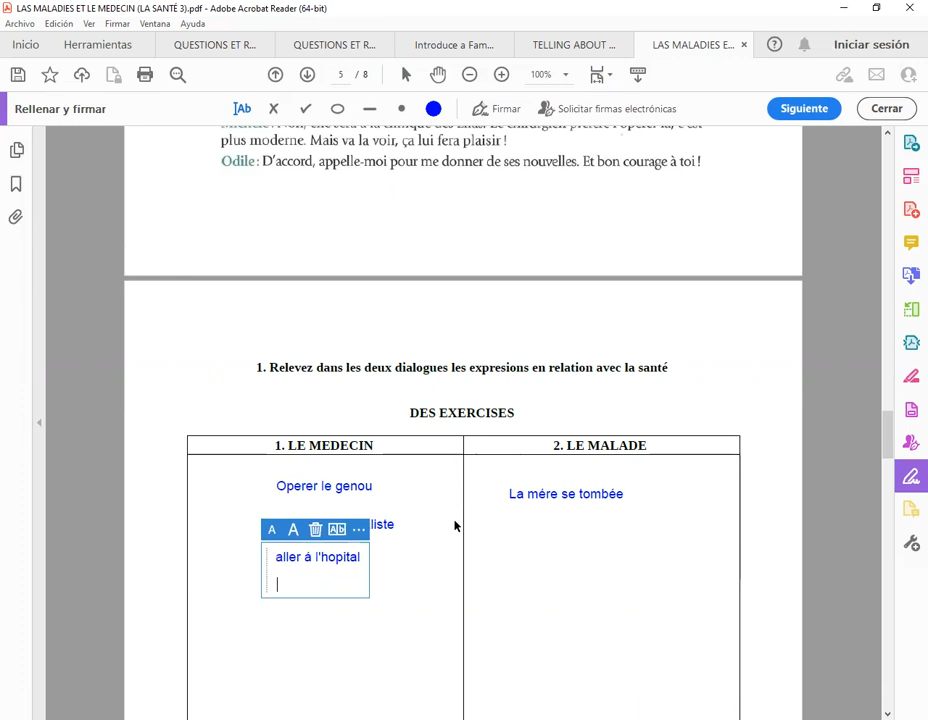 LAS MALADIES ET LE MEDECIN (LA SANTÉ 3).pdf - Adobe Acrobat Reader (64-bit)
Archivo Edición Ver Firmar Ventana Ayuda
Inicio Herramientas QUESTIONS ET R... QUESTIONS ET R... Introduce a Fam... TELLING ABOUT ... LAS MALADIES E... × Iniciar sesión
5 / 8 100%
Rellenar y firmar Ab Firmar Solicitar firmas electrónicas Siguiente Cerrar
plus moderne. Mais va la voir, ça lui fera plaisir !
Odile : D'accord, appelle-moi pour me donner de ses nouvelles. Et bon courage à toi !
1. Relevez dans les deux dialogues les expresions en relation avec la santé
DES EXERCISES
1. LE MEDECIN 2. LE MALADE
Operer le genou
La mére se tombée
A A Ab ... liste
aller á l'hopital